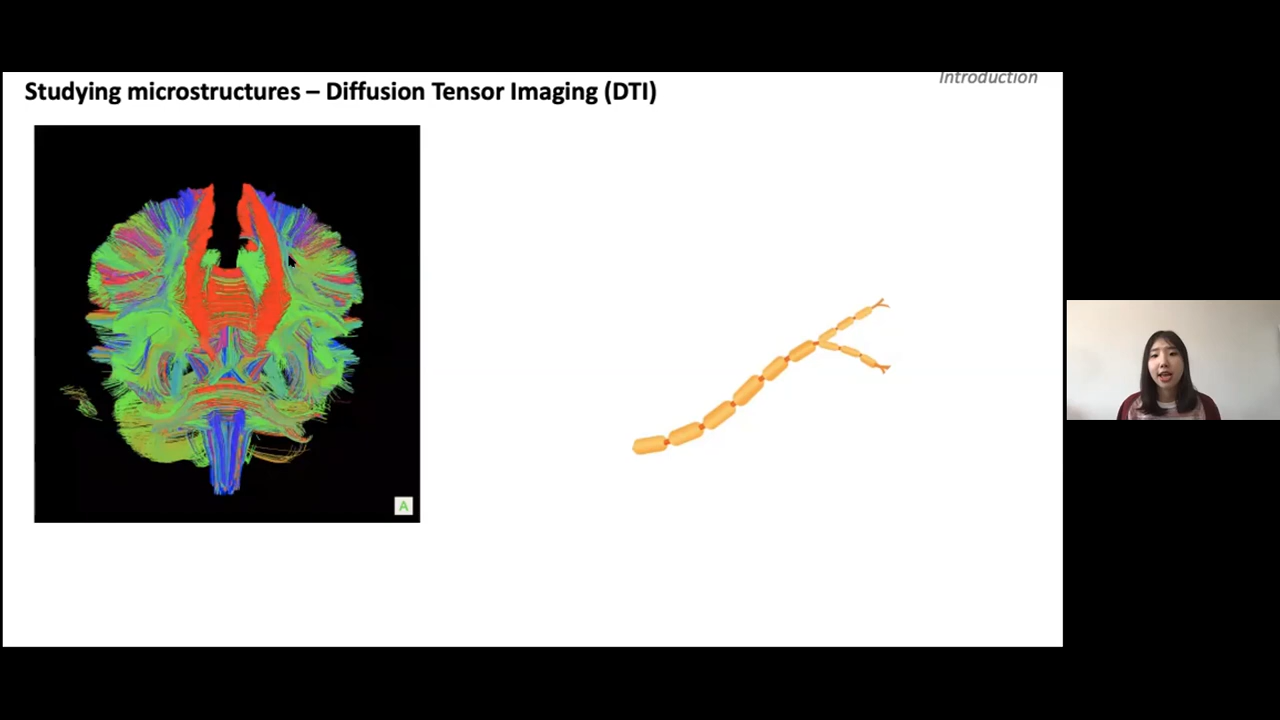 Introduction
Studying microstructures – Diffusion Tensor Imaging (DTI)
A